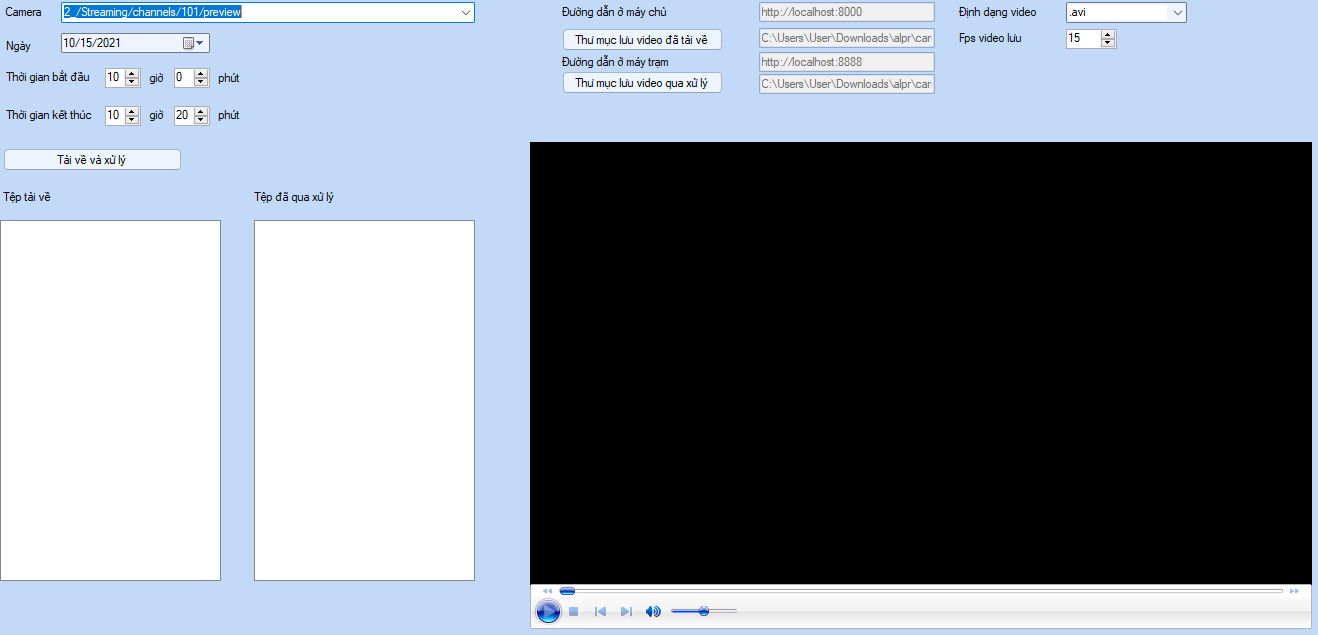 Camera 2_/Streaming/channels/101/preview
Ngày 10/15/2021
Thời gian bắt đầu 10 giờ 0 phút
Thời gian kết thúc 10 giờ 20 phút
Tải về và xử lý
Tệp tải về
Tệp đã qua xử lý
Đường dẫn ở máy chủ http://localhost:8000
Thư mục lưu video đã tải về C:\Users\User\Downloads\alpr\car
Đường dẫn ở máy trạm http://localhost:8888
Thư mục lưu video qua xử lý C:\Users\User\Downloads\alpr\car
Định dạng video .avi
Fps video lưu 15